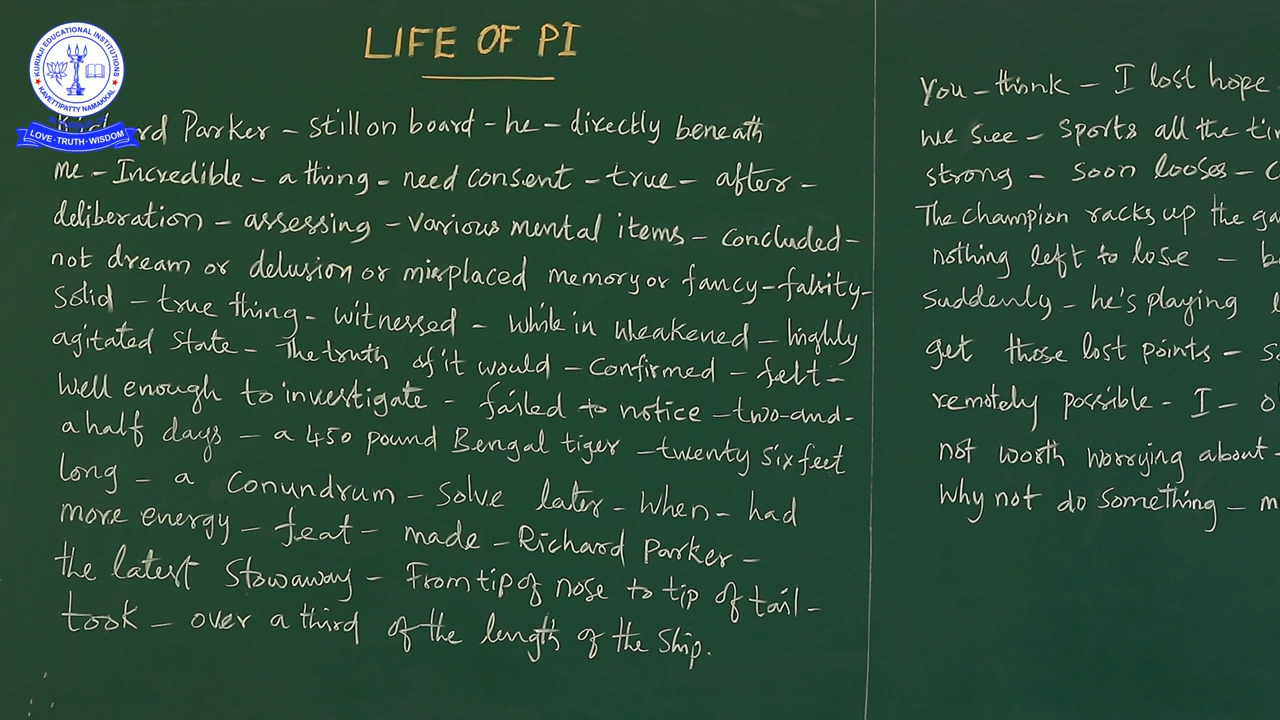 KURINJI EDUCATIONAL INSTITUTIONS
KAVETTIPATTY NAMAKKAL
LOVE · TRUTH · WISDOM
LIFE OF PI
rd Parker – still on board – he – directly beneath
me – Incredible – a thing – need consent – true – after –
deliberation – assessing – various mental items – concluded –
not dream or delusion or misplaced memory or fancy – falsity –
solid – true thing – witnessed – while in weakened – highly
agitated state – The truth of it would – confirmed – felt –
well enough to investigate – failed to notice – two-and-
a half days – a 450 pound Bengal tiger – twenty six feet
long – a conundrum – solve later – when – had
more energy – feat – made – Richard Parker –
the latest stowaway – From tip of nose to tip of tail –
took – over a third of the length of the ship.
You – think – I lost hope
we see – sports all the
strong – soon looses –
The champion racks up the
nothing left to lose –
suddenly – he's playing
get those lost points –
remotely possible – I –
not worth worrying about –
Why not do something –